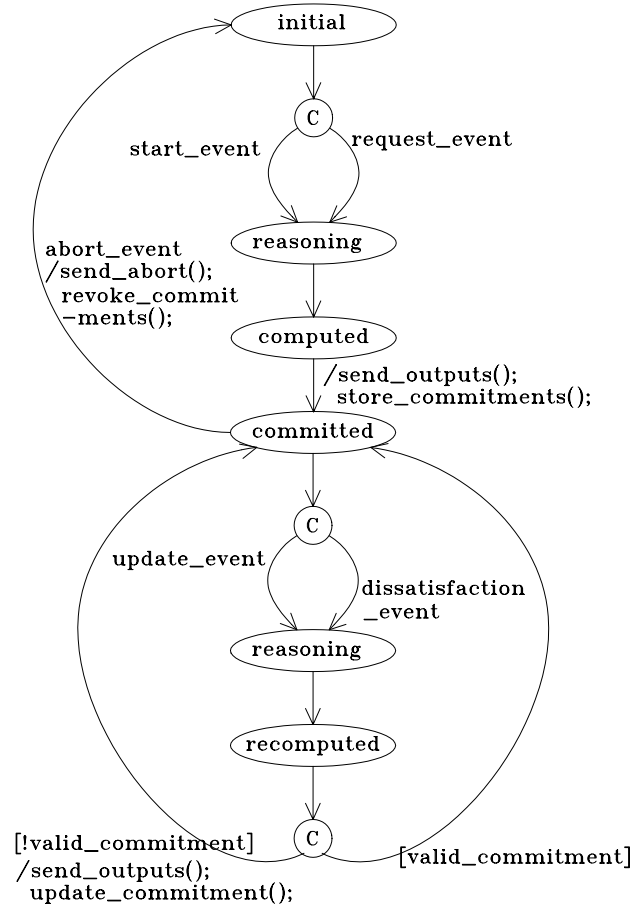 initial
C
start_event
request_event
reasoning
abort_event
/send_abort();
revoke_commit
-ments();
computed
/send_outputs();
store_commitments();
committed
C
update_event
dissatisfaction
_event
reasoning
recomputed
C
[!valid_commitment]
/send_outputs();
update_commitment();
[valid_commitment]